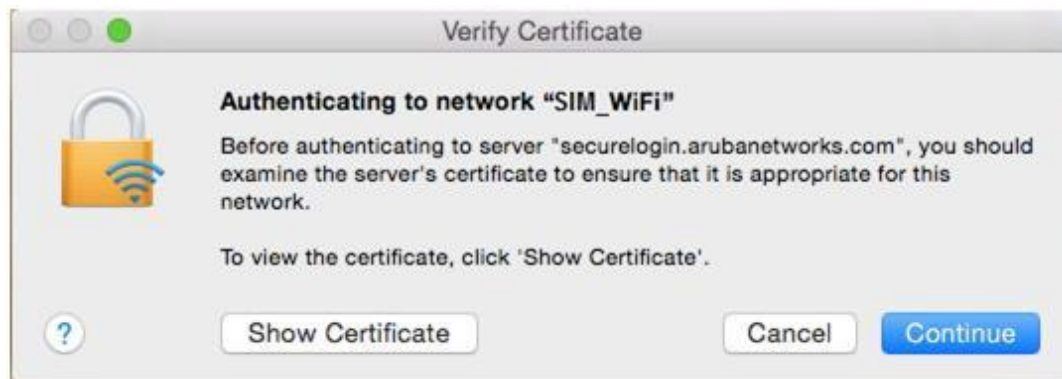 Verify Certificate
Authenticating to network “SIM_WiFi”
Before authenticating to server "securelogin.arubanetworks.com", you should
examine the server's certificate to ensure that it is appropriate for this
network.
To view the certificate, click 'Show Certificate'.
?
Show Certificate
Cancel
Continue